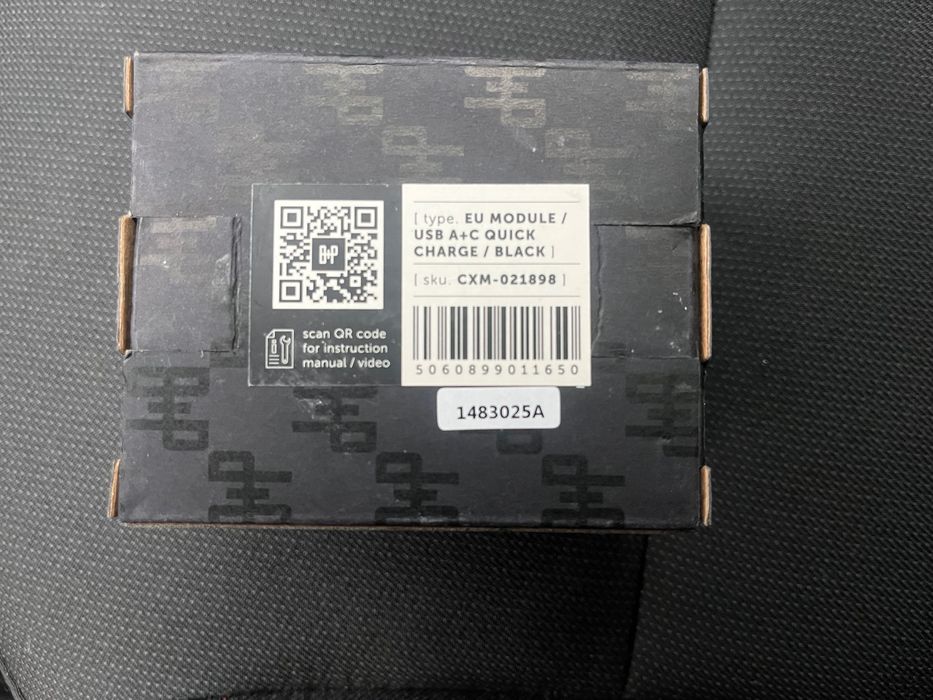 B+P
scan QR code
for instruction
manual / video
[ type. EU MODULE /
USB A+C QUICK
CHARGE / BLACK ]
[ sku. CXM-021898 ]
5060899011650
1483025A